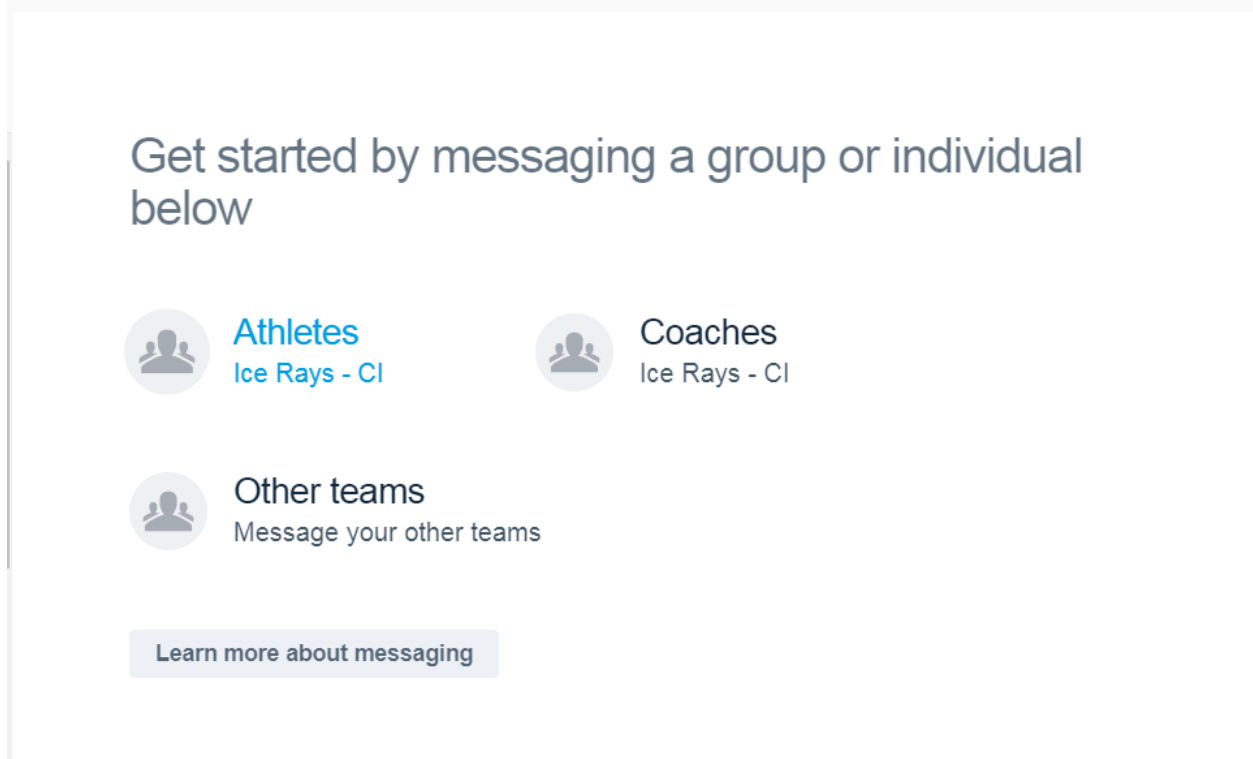 Get started by messaging a group or individual
below
Athletes
Ice Rays - CI
Coaches
Ice Rays - CI
Other teams
Message your other teams
Learn more about messaging